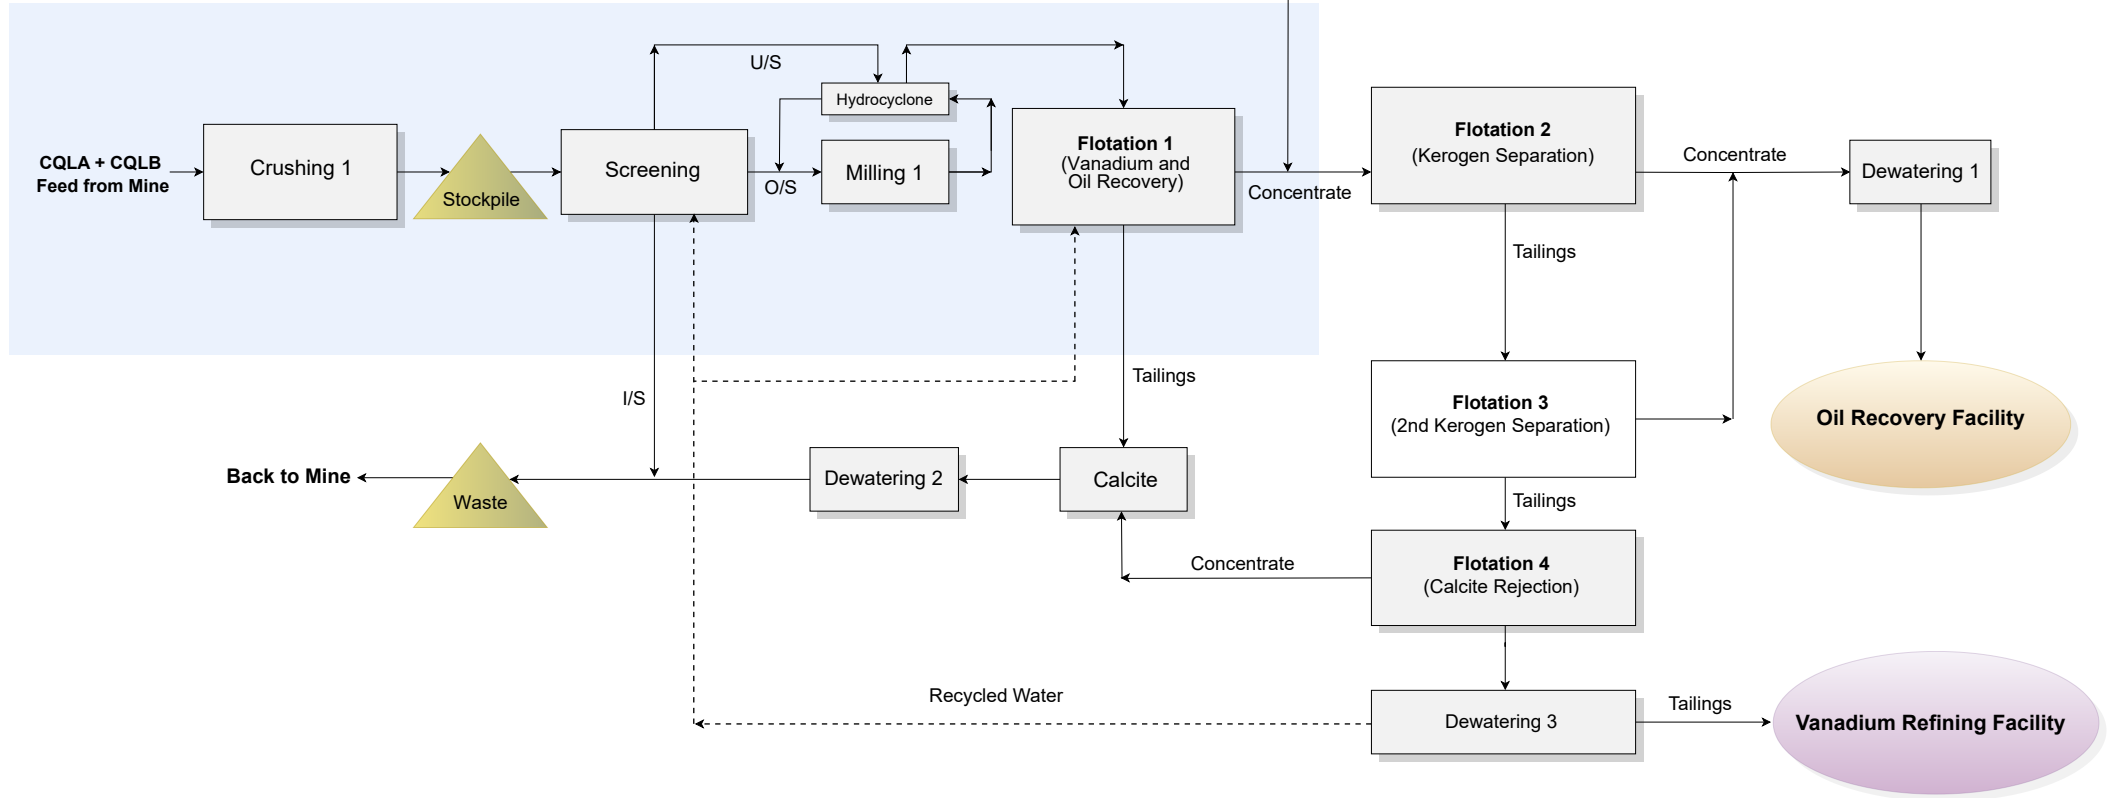 CQLA + CQLB
Feed from Mine
Crushing 1
Stockpile
Screening
U/S
O/S
Hydrocyclone
Milling 1
Flotation 1
(Vanadium and
Oil Recovery)
Concentrate
Flotation 2
(Kerogen Separation)
Concentrate
Dewatering 1
Tailings
Tailings
I/S
Flotation 3
(2nd Kerogen Separation)
Oil Recovery Facility
Back to Mine
Waste
Dewatering 2
Calcite
Tailings
Concentrate
Flotation 4
(Calcite Rejection)
Recycled Water
Dewatering 3
Tailings
Vanadium Refining Facility